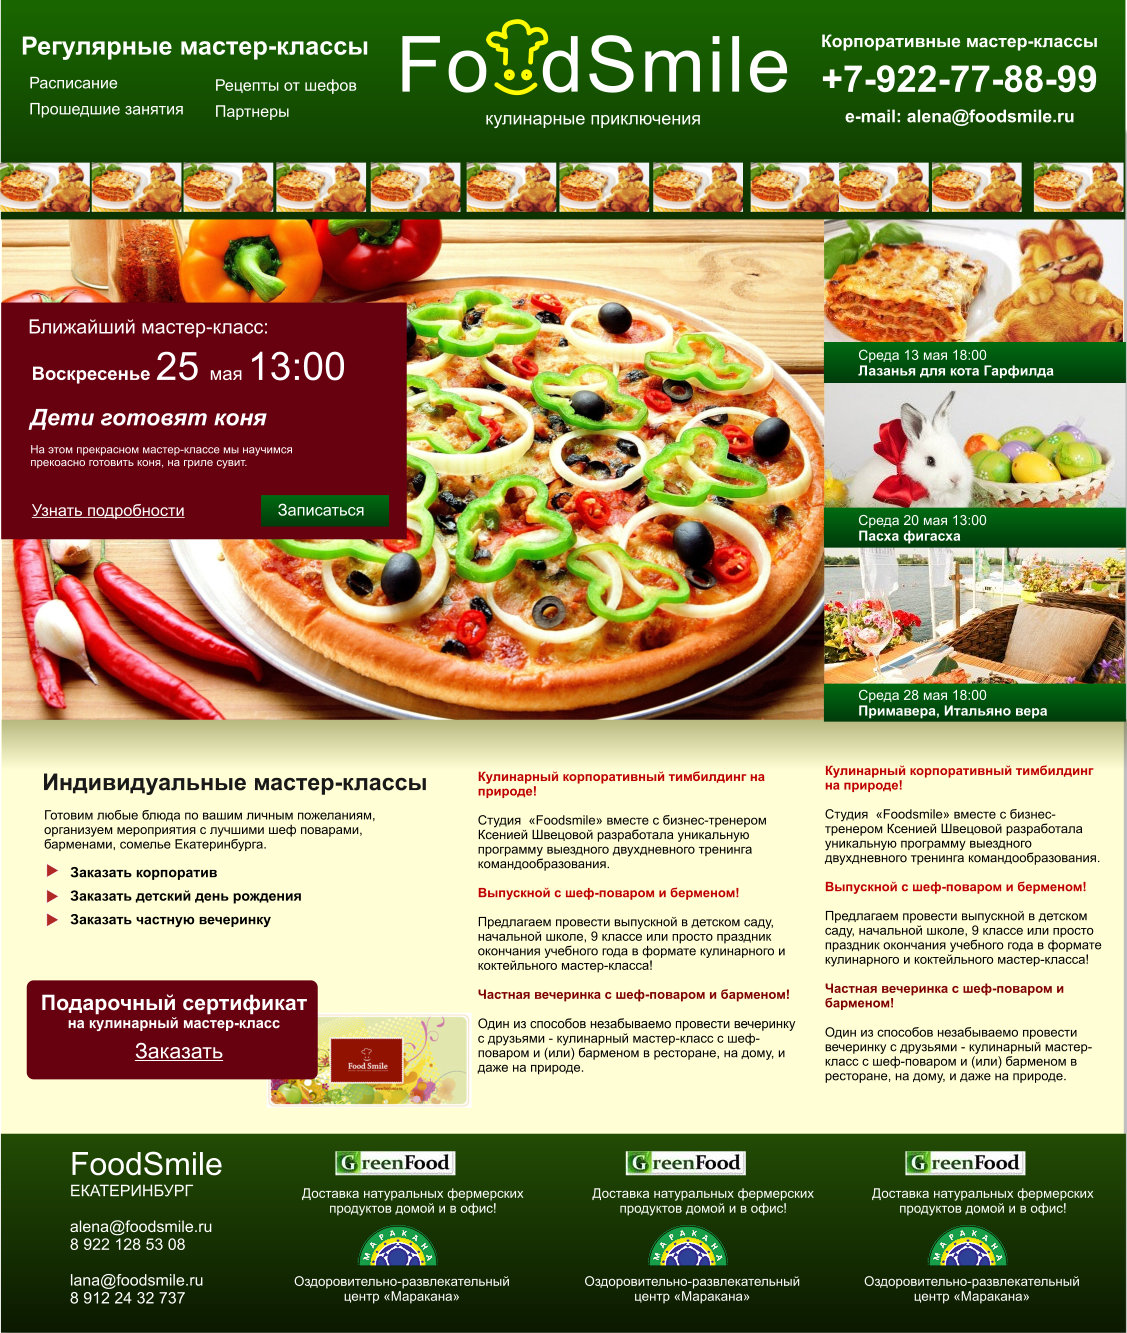 Регулярные мастер-классы
Расписание
Прошедшие занятия
Рецепты от шефов
Партнеры
FoodSmile
кулинарные приключения
Корпоративные мастер-классы
+7-922-77-88-99
e-mail: alena@foodsmile.ru
Ближайший мастер-класс:
Воскресенье 25 мая 13:00
Дети готовят коня
На этом прекрасном мастер-классе мы научимся
прекоасно готовить коня, на гриле сувит.
Узнать подробности
Записаться
Среда 13 мая 18:00
Лазанья для кота Гарфилда
Среда 20 мая 13:00
Пасха фигасха
Среда 28 мая 18:00
Примавера, Итальяно вера
Индивидуальные мастер-классы
Готовим любые блюда по вашим личным пожеланиям,
организуем мероприятия с лучшими шеф поварами,
барменами, сомелье Екатеринбурга.
Заказать корпоратив
Заказать детский день рождения
Заказать частную вечеринку
Подарочный сертификат
на кулинарный мастер-класс
Заказать
Food Smile
Кулинарный корпоративный тимбилдинг на
природе!
Студия «Foodsmile» вместе с бизнес-тренером
Ксенией Швецовой разработала уникальную
программу выездного двухдневного тренинга
командообразования.
Выпускной с шеф-поваром и берменом!
Предлагаем провести выпускной в детском саду,
начальной школе, 9 классе или просто праздник
окончания учебного года в формате кулинарного и
коктейльного мастер-класса!
Частная вечеринка с шеф-поваром и барменом!
Один из способов незабываемо провести вечеринку
с друзьями - кулинарный мастер-класс с шеф-
поваром и (или) барменом в ресторане, на дому, и
даже на природе.
Кулинарный корпоративный тимбилдинг
на природе!
Студия «Foodsmile» вместе с бизнес-
тренером Ксенией Швецовой разработала
уникальную программу выездного
двухдневного тренинга командообразования.
Выпускной с шеф-поваром и берменом!
Предлагаем провести выпускной в детском
саду, начальной школе, 9 классе или просто
праздник окончания учебного года в формате
кулинарного и коктейльного мастер-класса!
Частная вечеринка с шеф-поваром и
барменом!
Один из способов незабываемо провести
вечеринку с друзьями - кулинарный мастер-
класс с шеф-поваром и (или) барменом в
ресторане, на дому, и даже на природе.
FoodSmile
ЕКАТЕРИНБУРГ
alena@foodsmile.ru
8 922 128 53 08
lana@foodsmile.ru
8 912 24 32 737
GreenFood
Доставка натуральных фермерских
продуктов домой и в офис!
МАРАКАНА
Оздоровительно-развлекательный
центр «Маракана»
GreenFood
Доставка натуральных фермерских
продуктов домой и в офис!
МАРАКАНА
Оздоровительно-развлекательный
центр «Маракана»
GreenFood
Доставка натуральных фермерских
продуктов домой и в офис!
МАРАКАНА
Оздоровительно-развлекательный
центр «Маракана»